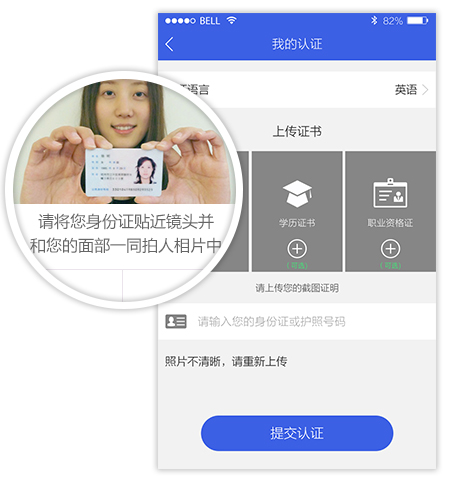 BELL
82%
我的认证
语言
英语
上传证书
学历证书
职业资格证
(可选)
(可选)
请将您身份证贴近镜头并
和您的面部一同拍入相片中
请上传您的截图证明
请输入您的身份证或护照号码
照片不清晰，请重新上传
提交认证